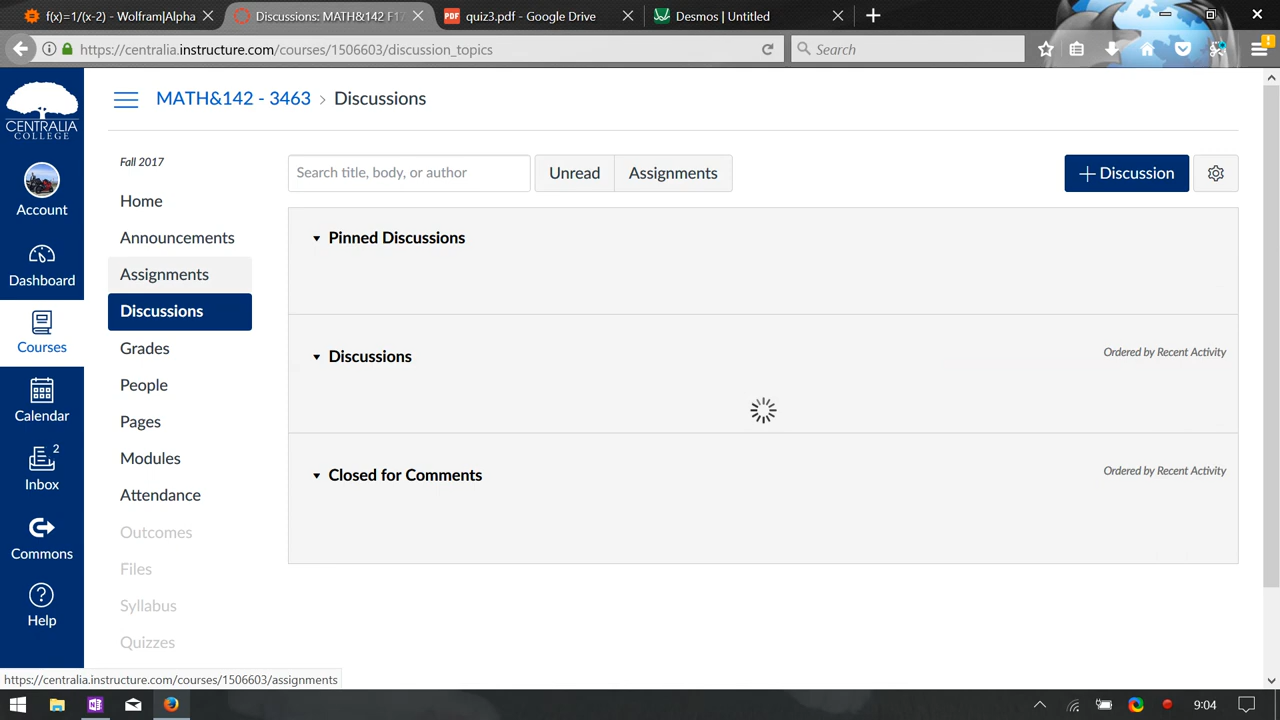 f(x)=1/(x-2) - Wolfram|Alpha
Discussions: MATH&142 F17
PDF quiz3.pdf - Google Drive
Desmos | Untitled
https://centralia.instructure.com/courses/1506603/discussion_topics
Search
CENTRALIA
COLLEGE
Account
Dashboard
Courses
Calendar
2
Inbox
Commons
Help
MATH&142 - 3463 › Discussions
Fall 2017
Home
Announcements
Assignments
Discussions
Grades
People
Pages
Modules
Attendance
Outcomes
Files
Syllabus
Quizzes
Search title, body, or author
Unread
Assignments
+ Discussion
Pinned Discussions
Discussions
Ordered by Recent Activity
Closed for Comments
Ordered by Recent Activity
https://centralia.instructure.com/courses/1506603/assignments
9:04